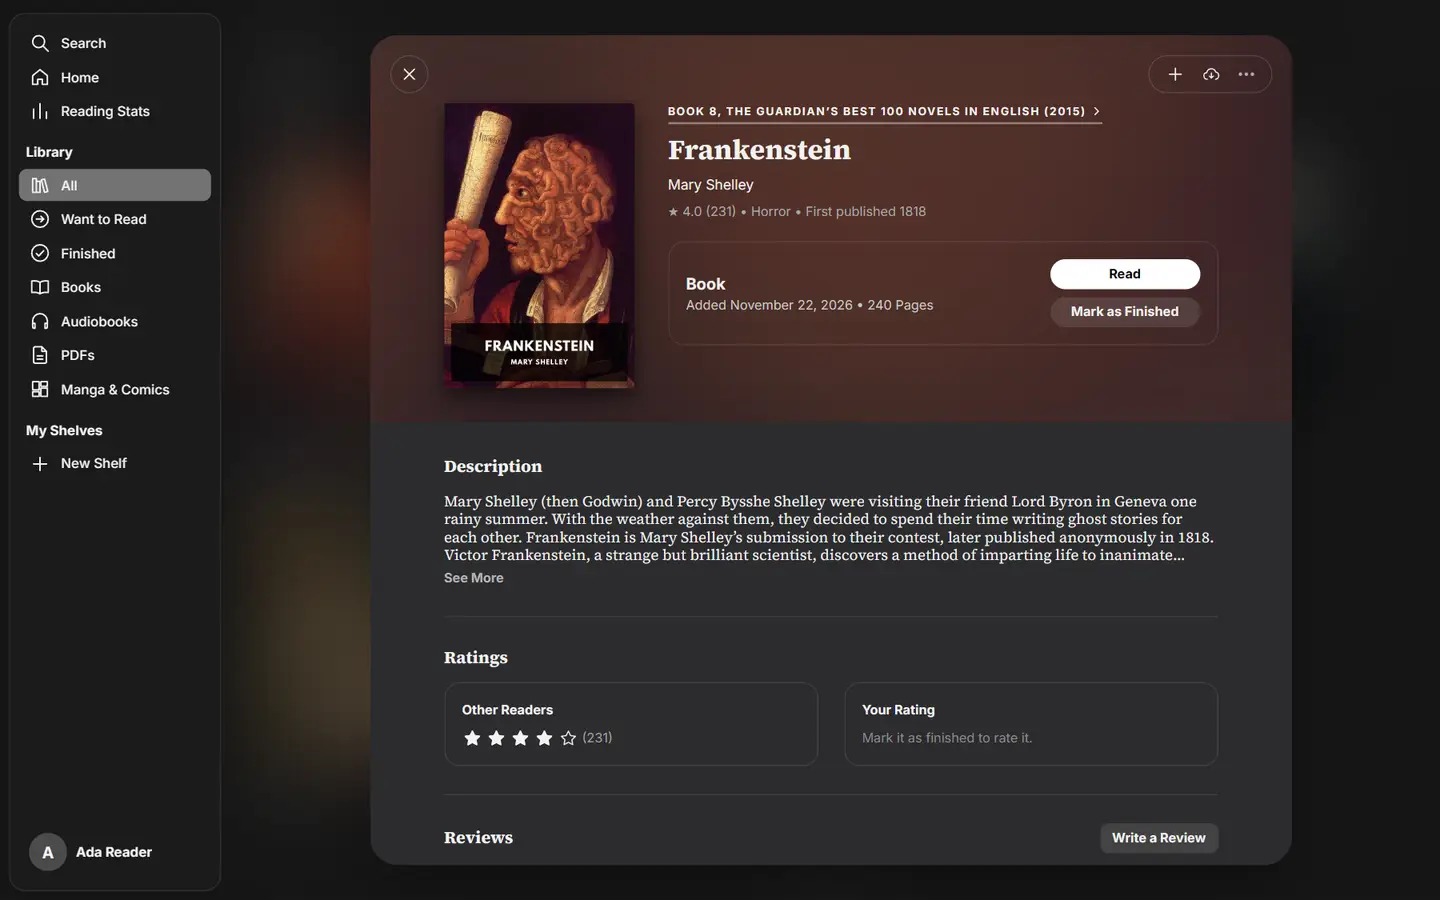 Search
Home
Reading Stats
Library
All
Want to Read
Finished
Books
Audiobooks
PDFs
Manga & Comics
My Shelves
New Shelf
A
Ada Reader
BOOK 8, THE GUARDIAN'S BEST 100 NOVELS IN ENGLISH (2015)
Frankenstein
Mary Shelley
★ 4.0 (231) • Horror • First published 1818
Book
Added November 22, 2026 • 240 Pages
Read
Mark as Finished
FRANKENSTEIN
MARY SHELLEY
Description
Mary Shelley (then Godwin) and Percy Bysshe Shelley were visiting their friend Lord Byron in Geneva one
rainy summer. With the weather against them, they decided to spend their time writing ghost stories for
each other. Frankenstein is Mary Shelley’s submission to their contest, later published anonymously in 1818.
Victor Frankenstein, a strange but brilliant scientist, discovers a method of imparting life to inanimate...
See More
Ratings
Other Readers
(231)
Your Rating
Mark it as finished to rate it.
Reviews
Write a Review